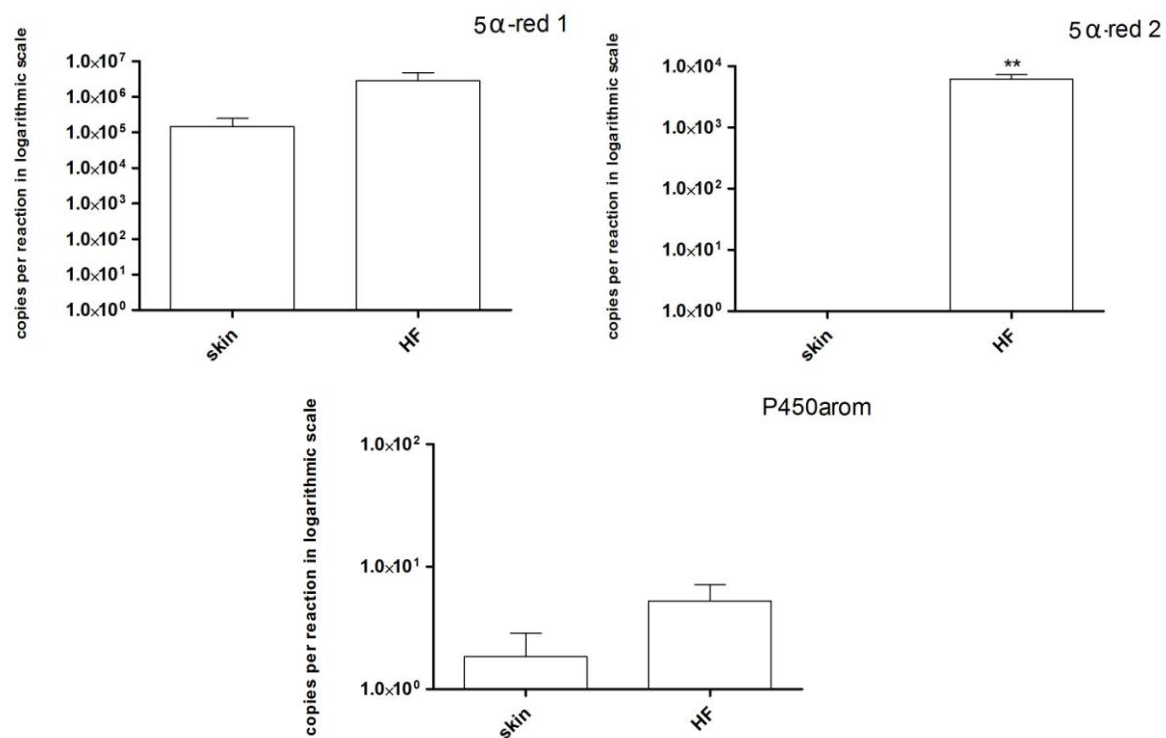 5α-red 1
copies per reaction in logarithmic scale
1.0×10⁷
1.0×10⁶
1.0×10⁵
1.0×10⁴
1.0×10³
1.0×10²
1.0×10¹
1.0×10⁰
skin
HF
5α-red 2
copies per reaction in logarithmic scale
1.0×10⁴
1.0×10³
1.0×10²
1.0×10¹
1.0×10⁰
**
skin
HF
P450arom
copies per reaction in logarithmic scale
1.0×10²
1.0×10¹
1.0×10⁰
skin
HF